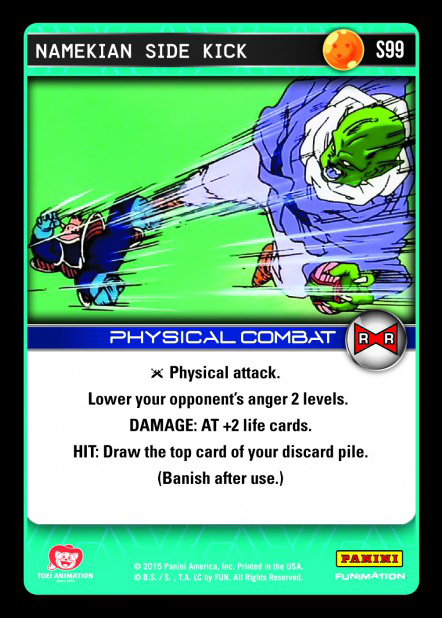 NAMEKIAN SIDE KICK
S99
PHYSICAL COMBAT
R R
Physical attack.
Lower your opponent's anger 2 levels.
DAMAGE: AT +2 life cards.
HIT: Draw the top card of your discard pile.
(Banish after use.)
TOEI ANIMATION
© 2015 Panini America, Inc. Printed in the USA.
© B.S. / S. , T.A. LC by FUN. All Rights Reserved.
PANINI
FUNIMATION